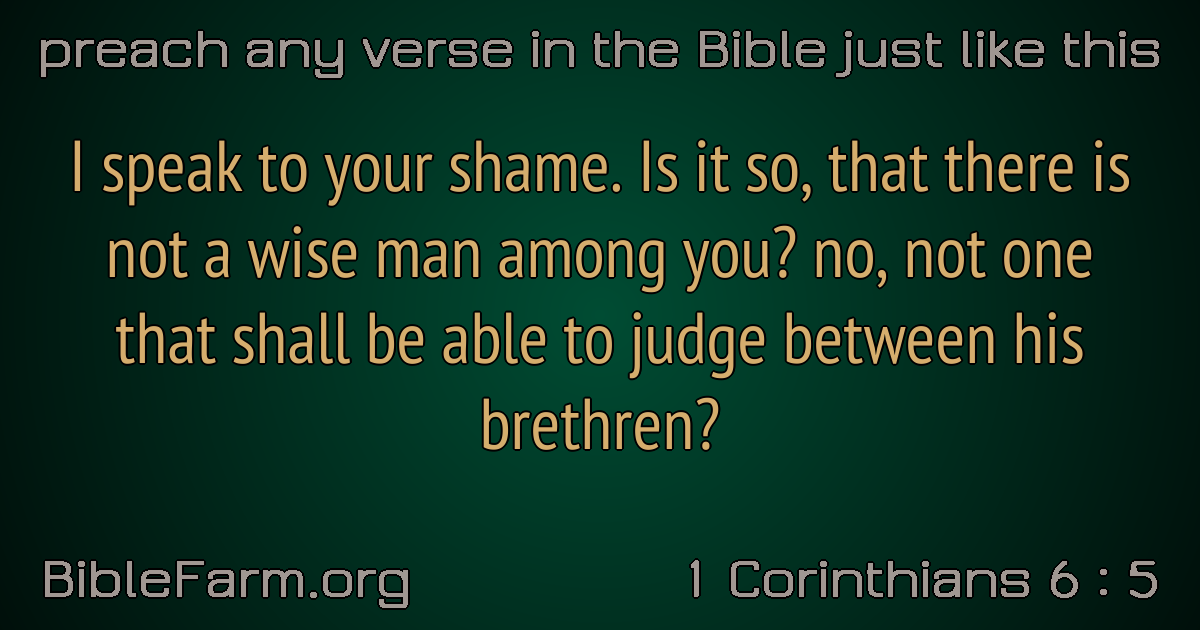 preach any verse in the Bible just like this
I speak to your shame. Is it so, that there is
not a wise man among you? no, not one
that shall be able to judge between his
brethren?
BibleFarm.org
1 Corinthians 6 : 5